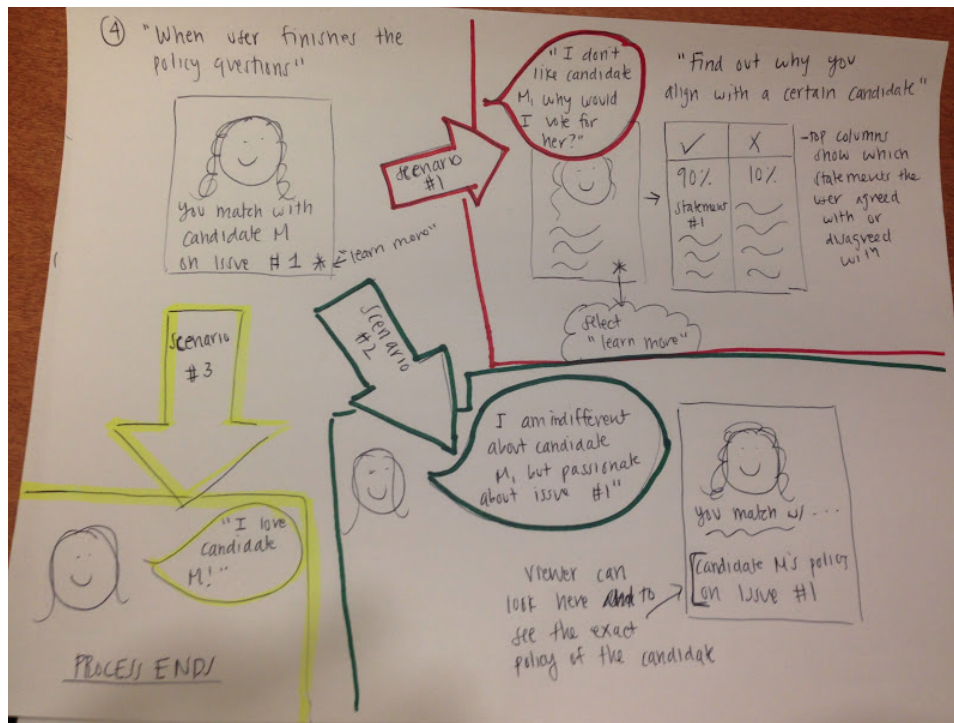 4 "When user finishes the
policy questions"
you match with
candidate M
on issue #1 *
"learn more"
scenario
#1
"I don't
like candidate
M, why would
I vote for
her?"
"Find out why you
align with a certain candidate"
✓ X
90% 10%
statement
#1
*
select
"learn more"
-top columns
show which
statements the
user agreed
with or
disagreed
with
scenario
#2
I am indifferent
about candidate
M, but passionate
about issue #1"
you match w/ ...
Candidate M's policy
on issue #1
viewer can
look here to
see the exact
policy of the candidate
scenario
#3
"I love
candidate
M!"
PROCESS ENDS